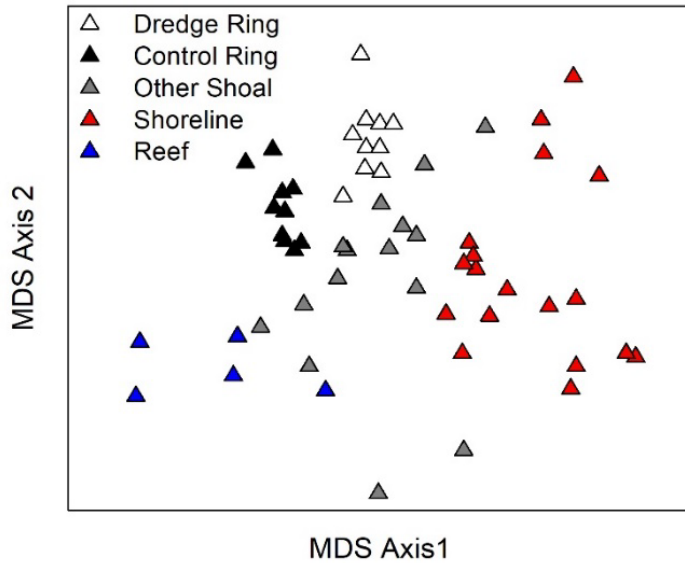 Dredge Ring
Control Ring
Other Shoal
Shoreline
Reef
MDS Axis 2
MDS Axis1